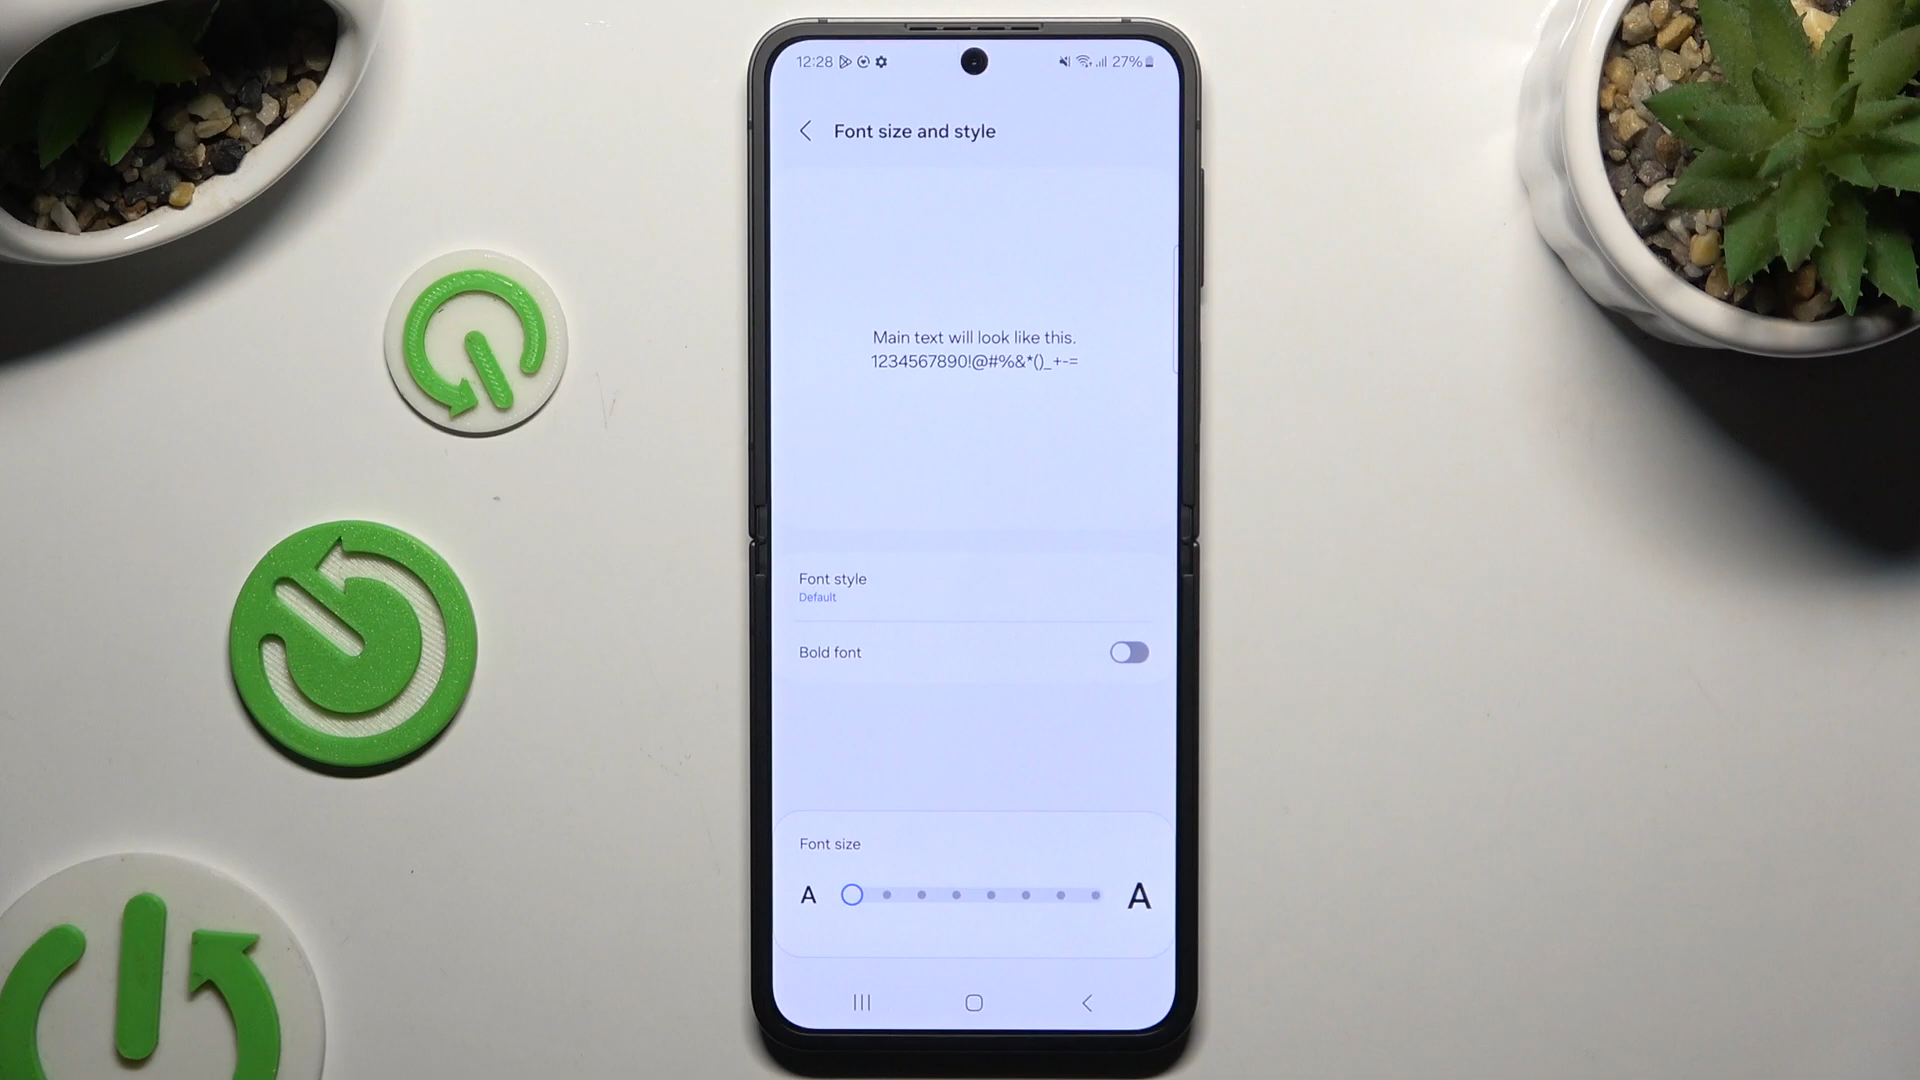 12:28 27%
Font size and style
Main text will look like this.
1234567890!@#%&*()_+-=
Font style
Default
Bold font
Font size
A A